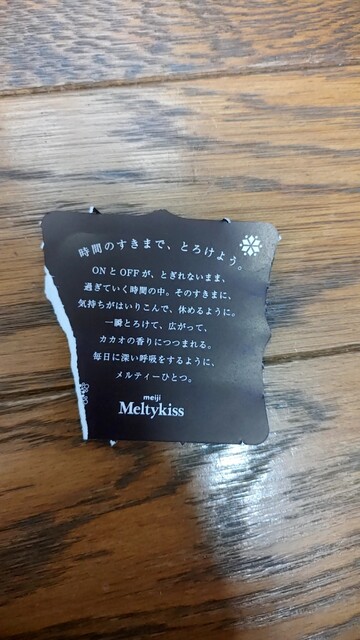 時間のすきまで、とろけよう。
ONとOFFが、とぎれないまま、
過ぎていく時間の中。そのすきまに、
気持ちがはいりこんで、休めるように。
一瞬とろけて、広がって、
カカオの香りにつつまれる。
毎日に深い呼吸をするように、
メルティーひとつ。
meiji
Meltykiss